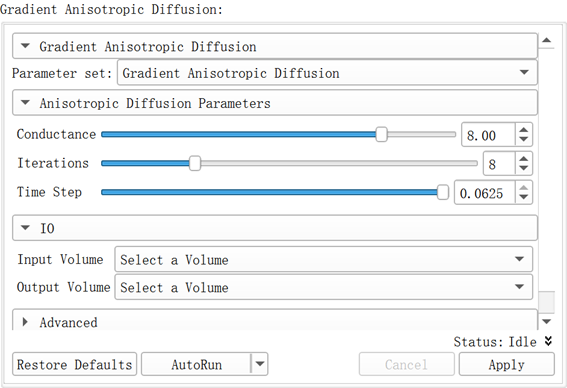 Gradient Anisotropic Diffusion:
Gradient Anisotropic Diffusion
Parameter set: Gradient Anisotropic Diffusion
Anisotropic Diffusion Parameters
Conductance 8.00
Iterations 8
Time Step 0.0625
IO
Input Volume Select a Volume
Output Volume Select a Volume
Advanced
Status: Idle
Restore Defaults AutoRun Cancel Apply